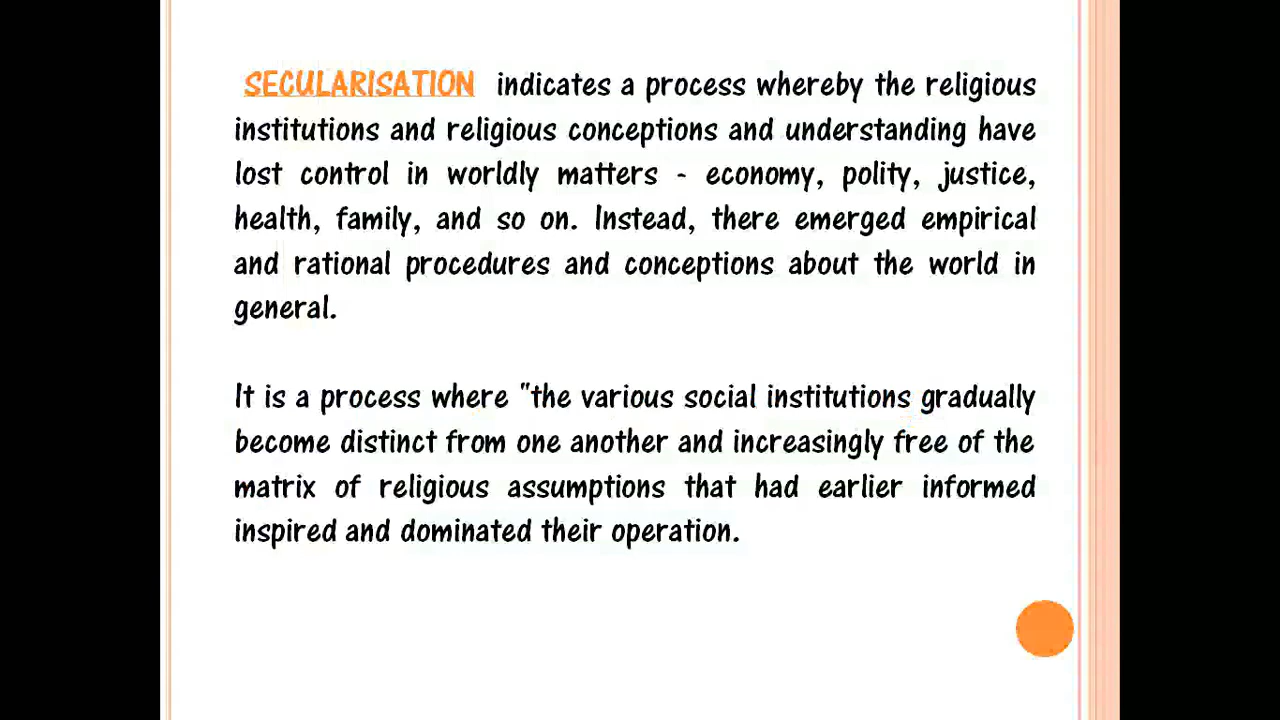 SECULARISATION indicates a process whereby the religious
institutions and religious conceptions and understanding have
lost control in worldly matters - economy, polity, justice,
health, family, and so on. Instead, there emerged empirical
and rational procedures and conceptions about the world in
general.
It is a process where "the various social institutions gradually
become distinct from one another and increasingly free of the
matrix of religious assumptions that had earlier informed
inspired and dominated their operation.